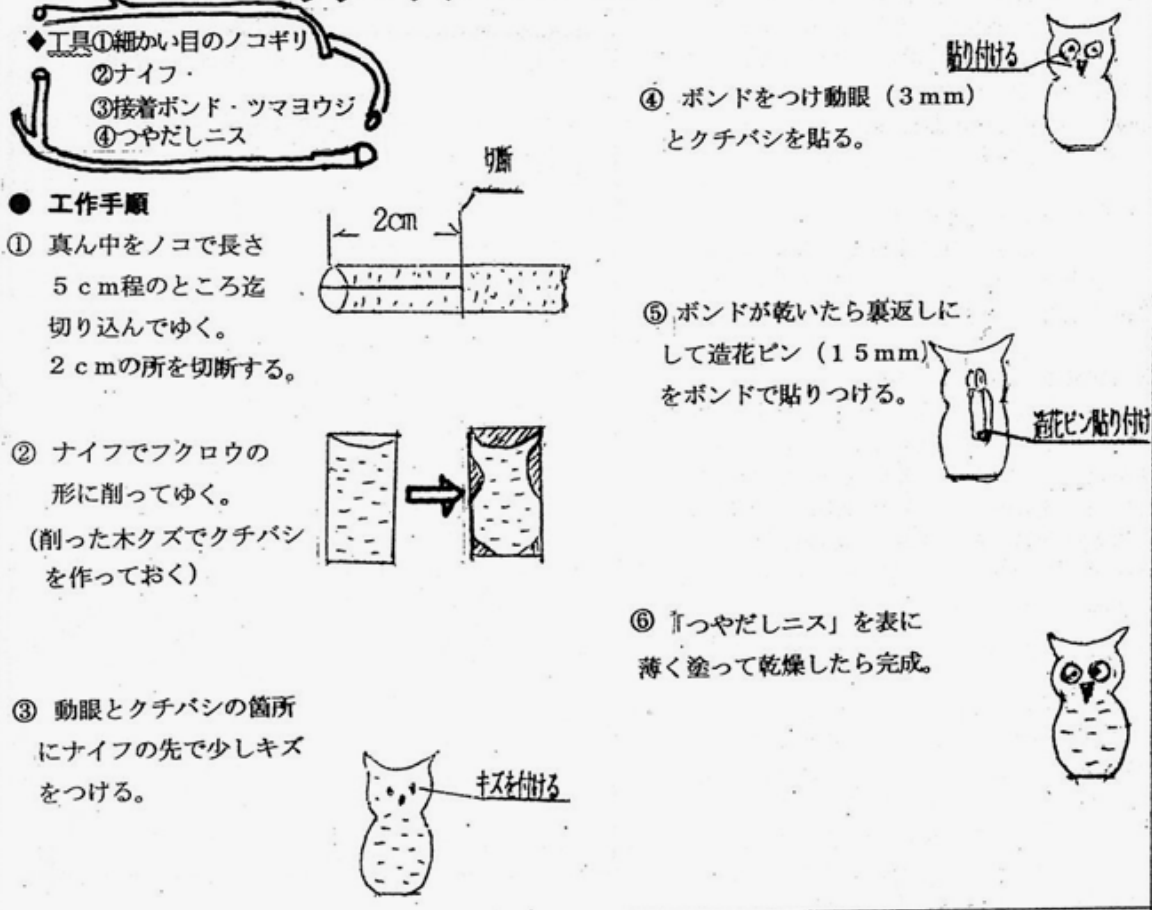 ◆工具①細かい目のノコギリ
②ナイフ・
③接着ボンド・ツマヨウジ
④つやだしニス
● 工作手順
① 真ん中をノコで長さ
5cm程のところ迄
切り込んでゆく。
2cmの所を切断する。
2cm
切断
② ナイフでフクロウの
形に削ってゆく。
(削った木クズでクチバシ
を作っておく)
③ 動眼とクチバシの箇所
にナイフの先で少しキズ
をつける。
キズを付ける
④ ボンドをつけ動眼(3mm)
とクチバシを貼る。
貼り付ける
⑤ ボンドが乾いたら裏返しに
して造花ピン(15mm)
をボンドで貼りつける。
造花ピン貼り付け
⑥『つやだしニス」を表に
薄く塗って乾燥したら完成。